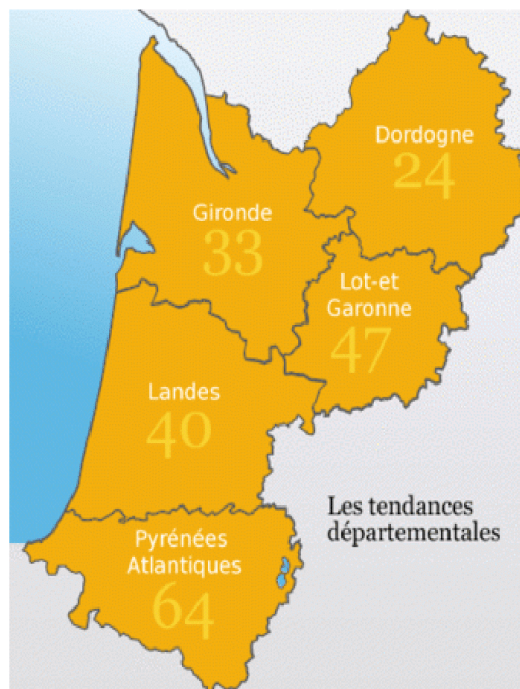 Dordogne
24
Gironde
33
Lot-et
Garonne
47
Landes
40
Les tendances
départementales
Pyrénées
Atlantiques
64